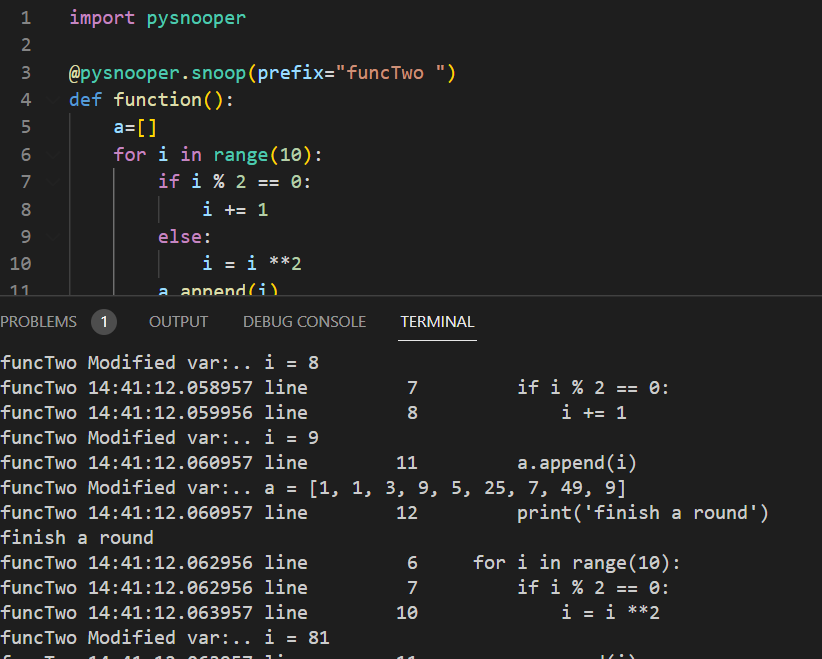 1 import pysnooper
2
3 @pysnooper.snoop(prefix="funcTwo ")
4 def function():
5     a=[]
6     for i in range(10):
7         if i % 2 == 0:
8             i += 1
9         else:
10             i = i **2
11         a.append(i)
PROBLEMS 1 OUTPUT DEBUG CONSOLE TERMINAL
funcTwo Modified var:.. i = 8
funcTwo 14:41:12.058957 line         7         if i % 2 == 0:
funcTwo 14:41:12.059956 line         8             i += 1
funcTwo Modified var:.. i = 9
funcTwo 14:41:12.060957 line        11         a.append(i)
funcTwo Modified var:.. a = [1, 1, 3, 9, 5, 25, 7, 49, 9]
funcTwo 14:41:12.060957 line        12         print('finish a round')
finish a round
funcTwo 14:41:12.062956 line         6     for i in range(10):
funcTwo 14:41:12.062956 line         7         if i % 2 == 0:
funcTwo 14:41:12.063957 line        10             i = i **2
funcTwo Modified var:.. i = 81